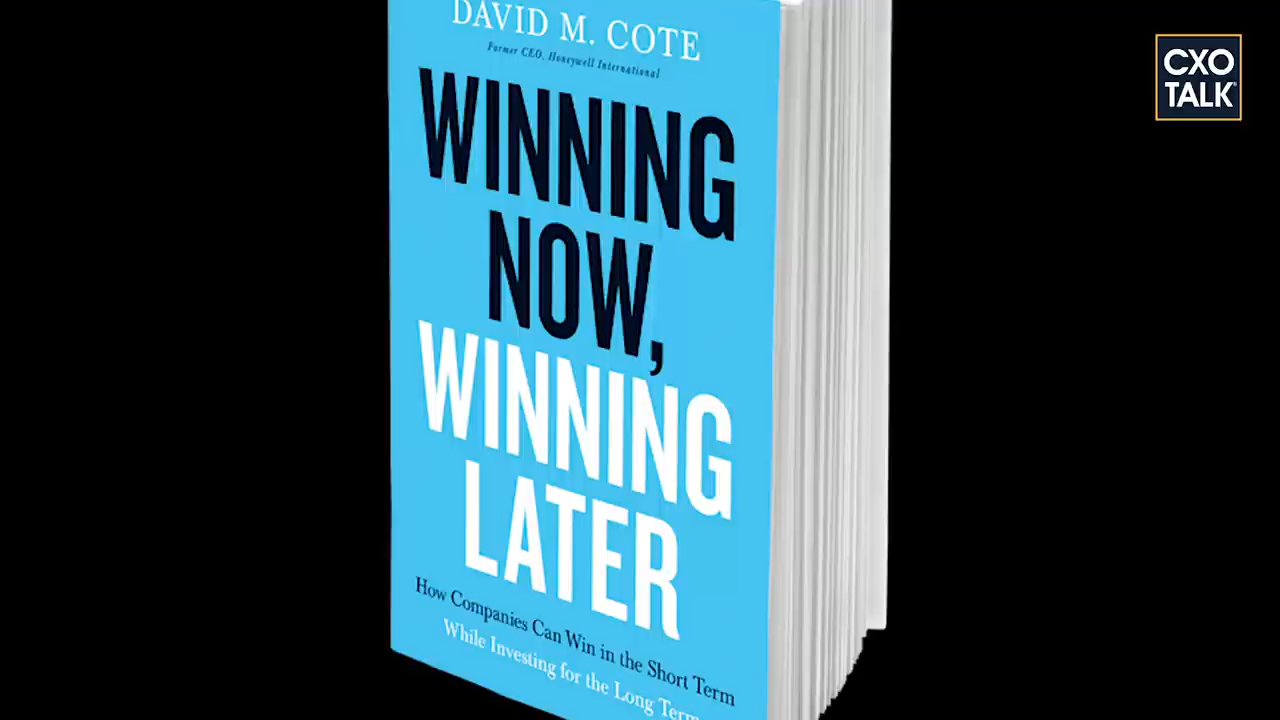 DAVID M. COTE
Former CEO, Honeywell International
WINNING
NOW,
WINNING
LATER
How Companies Can Win in the Short Term
While Investing for the Long Term
CXO
TALK